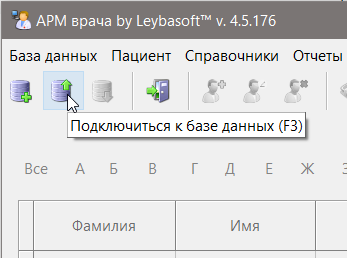 АРМ врача by Leybasoft™ v. 4.5.176
База данных Пациент Справочники Отчеты
Подключиться к базе данных (F3)
Все А Б В Г Д Е Ж
Фамилия Имя